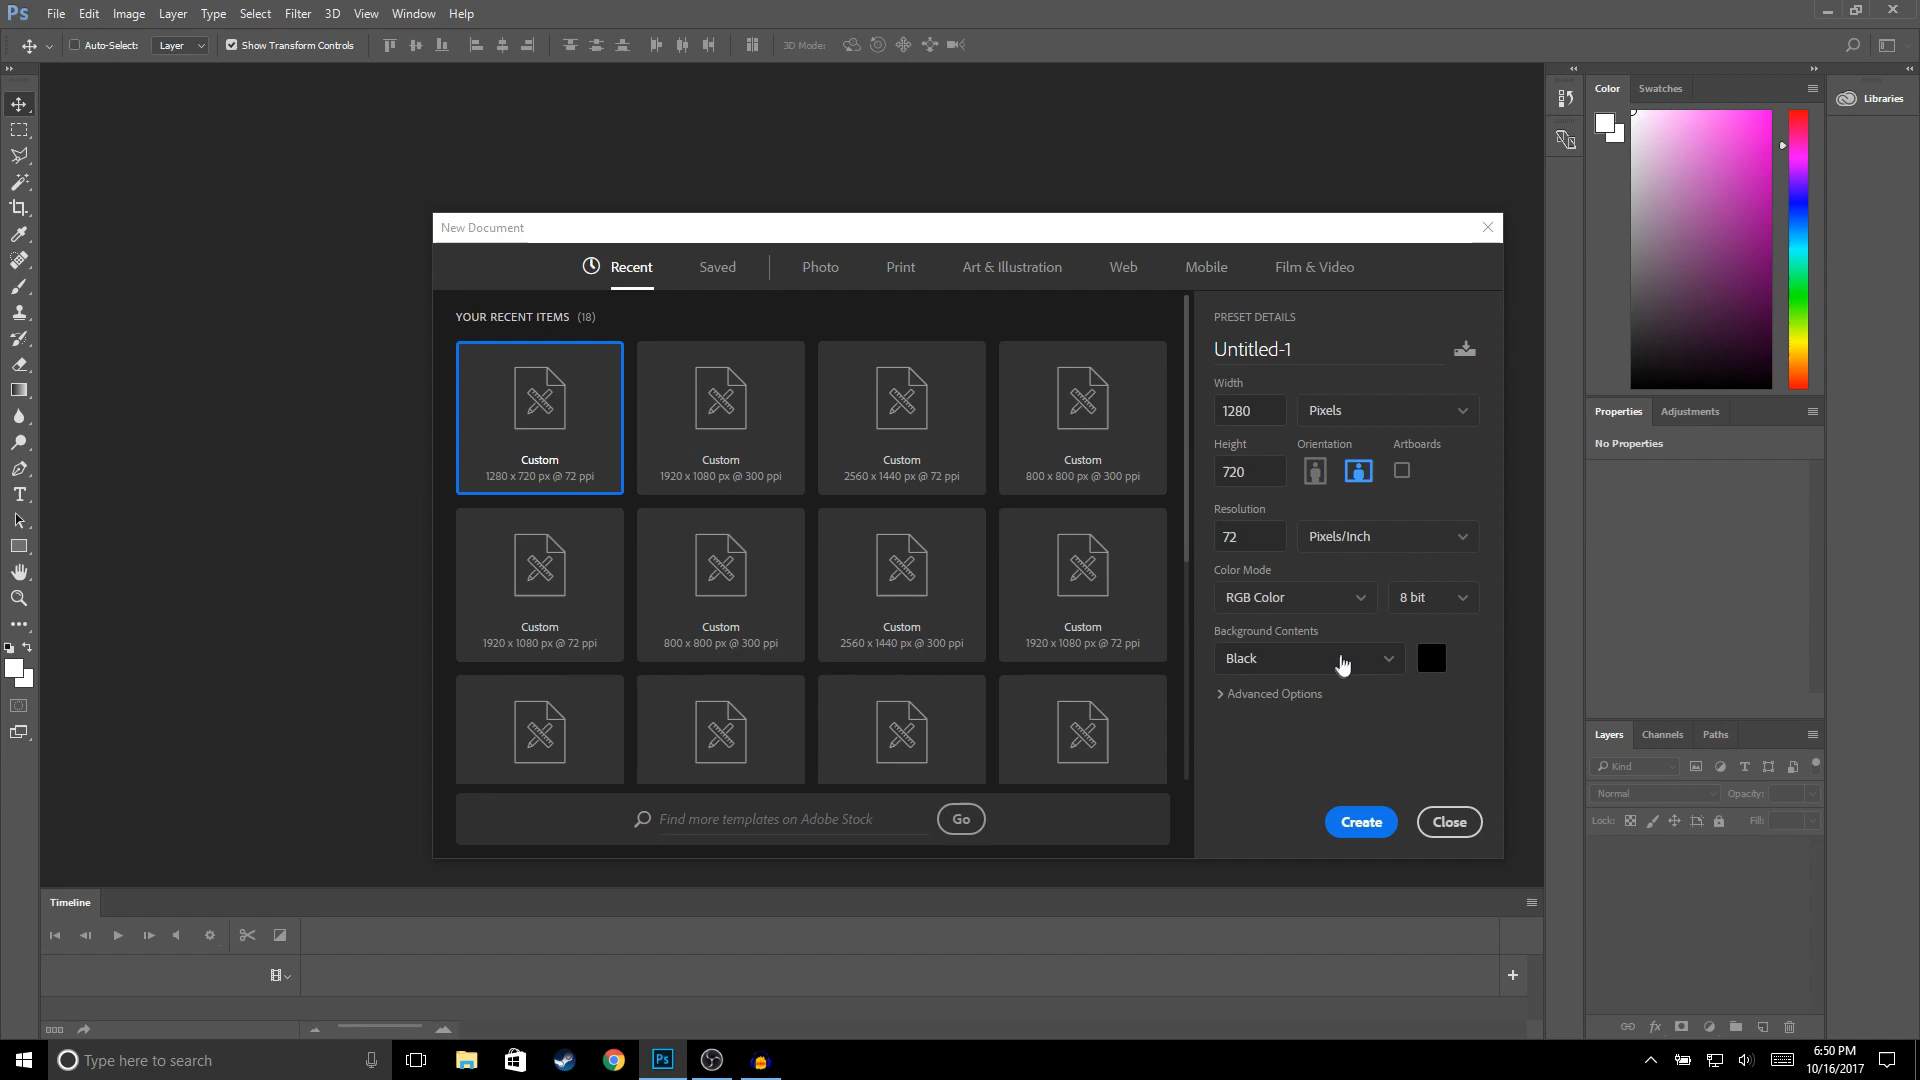 Ps File Edit Image Layer Type Select Filter 3D View Window Help
Auto-Select: Layer Show Transform Controls 3D Mode:
Color Swatches
Libraries
New Document
Recent Saved Photo Print Art & Illustration Web Mobile Film & Video
YOUR RECENT ITEMS (18)
Custom
1280 x 720 px @ 72 ppi
Custom
1920 x 1080 px @ 300 ppi
Custom
2560 x 1440 px @ 72 ppi
Custom
800 x 800 px @ 300 ppi
Custom
1920 x 1080 px @ 72 ppi
Custom
800 x 800 px @ 300 ppi
Custom
2560 x 1440 px @ 300 ppi
Custom
1920 x 1080 px @ 72 ppi
Find more templates on Adobe Stock Go
PRESET DETAILS
Untitled-1
Width
1280 Pixels
Height Orientation Artboards
720
Resolution
72 Pixels/Inch
Color Mode
RGB Color 8 bit
Background Contents
Black
> Advanced Options
Create Close
Properties Adjustments
No Properties
Layers Channels Paths
Kind
Normal Opacity:
Lock: Fill:
fx
Timeline
Type here to search
Ps
6:50 PM
10/16/2017